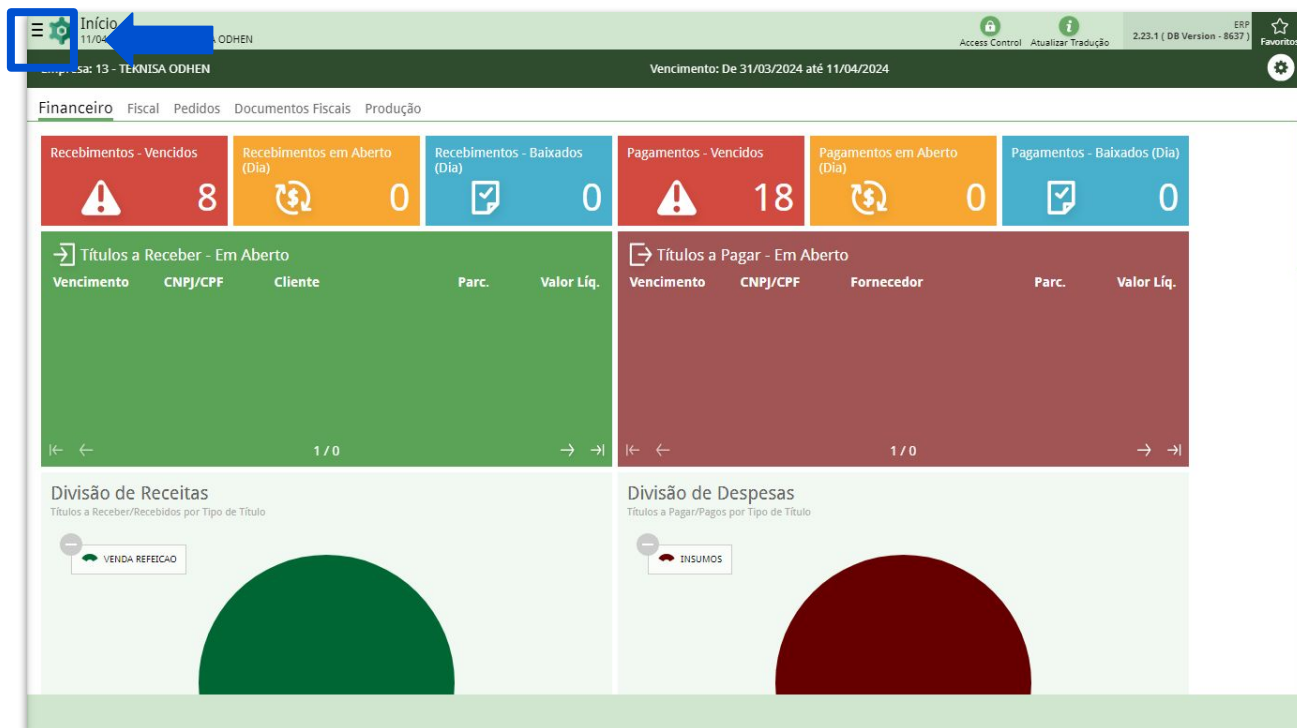 Início
11/04
ODHEN
Access Control
Atualizar Tradução
ERP
2.23.1 ( DB Version - 8637 )
Favoritos
Empresa: 13 - TEKNISA ODHEN
Vencimento: De 31/03/2024 até 11/04/2024
Financeiro Fiscal Pedidos Documentos Fiscais Produção
Recebimentos - Vencidos
8
Recebimentos em Aberto
(Dia)
0
Recebimentos - Baixados
(Dia)
0
Pagamentos - Vencidos
18
Pagamentos em Aberto
(Dia)
0
Pagamentos - Baixados (Dia)
0
Títulos a Receber - Em Aberto
Vencimento CNPJ/CPF Cliente Parc. Valor Líq.
1 / 0
Títulos a Pagar - Em Aberto
Vencimento CNPJ/CPF Fornecedor Parc. Valor Líq.
1 / 0
Divisão de Receitas
Títulos a Receber/Recebidos por Tipo de Título
VENDA REFEICAO
Divisão de Despesas
Títulos a Pagar/Pagos por Tipo de Título
INSUMOS